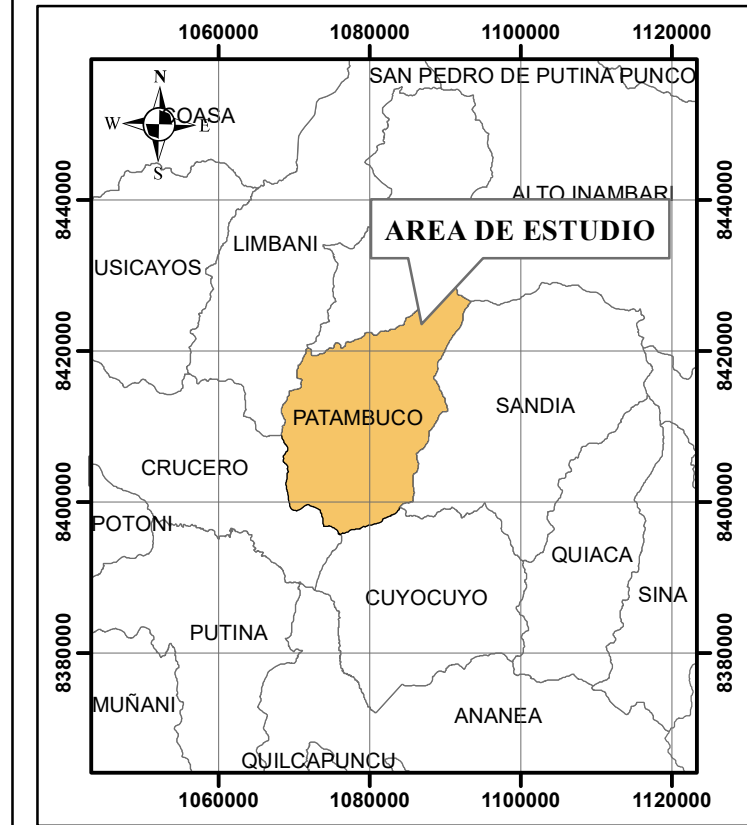 1060000 1080000 1100000 1120000
SAN PEDRO DE PUTINA PUNCO
N
COASA
W E
S
8440000 8440000
ALTO INAMBARI
AREA DE ESTUDIO
LIMBANI
USICAYOS
8420000 8420000
SANDIA
PATAMBUCO
CRUCERO
8400000 8400000
POTONI
QUIACA
CUYOCUYO SINA
PUTINA
8380000 8380000
MUÑANI
ANANEA
QUILCAPUNCU
1060000 1080000 1100000 1120000